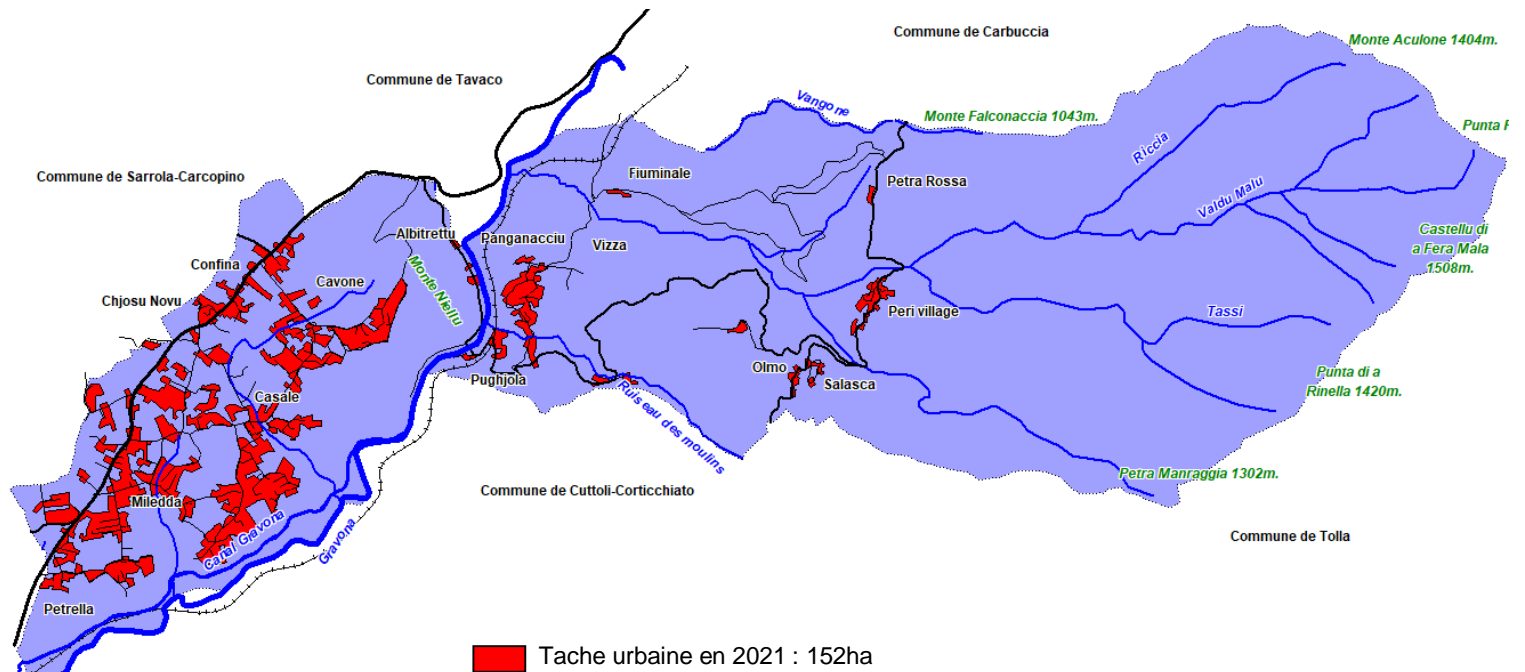 Commune de Carbuccia
Monte Aculone 1404m.
Commune de Tavaco
Vangone
Monte Falconaccia 1043m.
Punta
Riccia
Commune de Sarrola-Carcopino
Fiuminale
Petra Rossa
Valdu Malu
Albitrettu
Panganacciu
Vizza
Castellu di
a Fera Mala
1508m.
Confina
Cavone
Monte Niellu
Chjosu Novu
Peri village
Tassi
Pughjola
Olmo
Salasca
Punta di a
Rinella 1420m.
Casale
Ruiseau des moulins
Petra Manraggia 1302m.
Commune de Cuttoli-Corticchiato
Miledda
Canal Gravona
Gravona
Commune de Tolla
Petrella
Tache urbaine en 2021 : 152ha